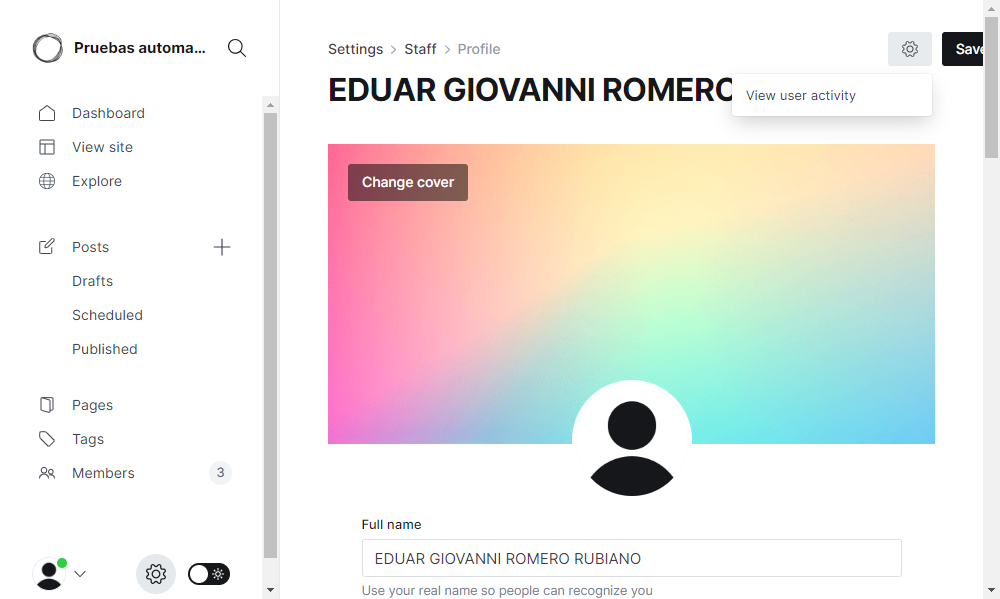 Pruebas automa...
Dashboard
View site
Explore
Posts
Drafts
Scheduled
Published
Pages
Tags
Members
3
Settings
Staff
Profile
Save
EDUAR GIOVANNI ROMERO
View user activity
Change cover
Full name
EDUAR GIOVANNI ROMERO RUBIANO
Use your real name so people can recognize you